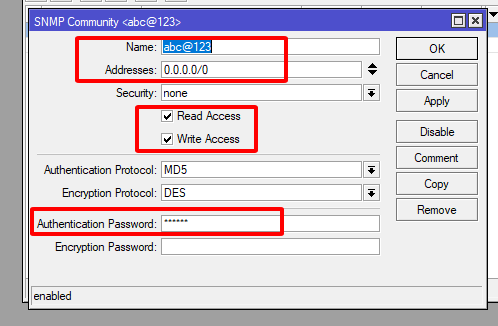 SNMP Community <abc@123>
Name: abc@123
OK
Addresses: 0.0.0.0/0
Cancel
Security: none
Apply
Read Access
Write Access
Disable
Comment
Authentication Protocol: MD5
Copy
Encryption Protocol: DES
Remove
Authentication Password: ******
Encryption Password:
enabled